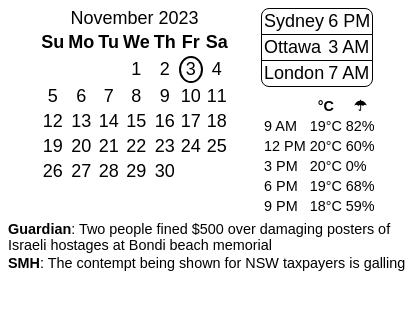 November 2023
Su Mo Tu We Th Fr Sa
1 2 3 4
5 6 7 8 9 10 11
12 13 14 15 16 17 18
19 20 21 22 23 24 25
26 27 28 29 30
Sydney 6 PM
Ottawa 3 AM
London 7 AM
°C ☂
9 AM 19°C 82%
12 PM 20°C 60%
3 PM 20°C 0%
6 PM 19°C 68%
9 PM 18°C 59%
Guardian: Two people fined $500 over damaging posters of
Israeli hostages at Bondi beach memorial
SMH: The contempt being shown for NSW taxpayers is galling